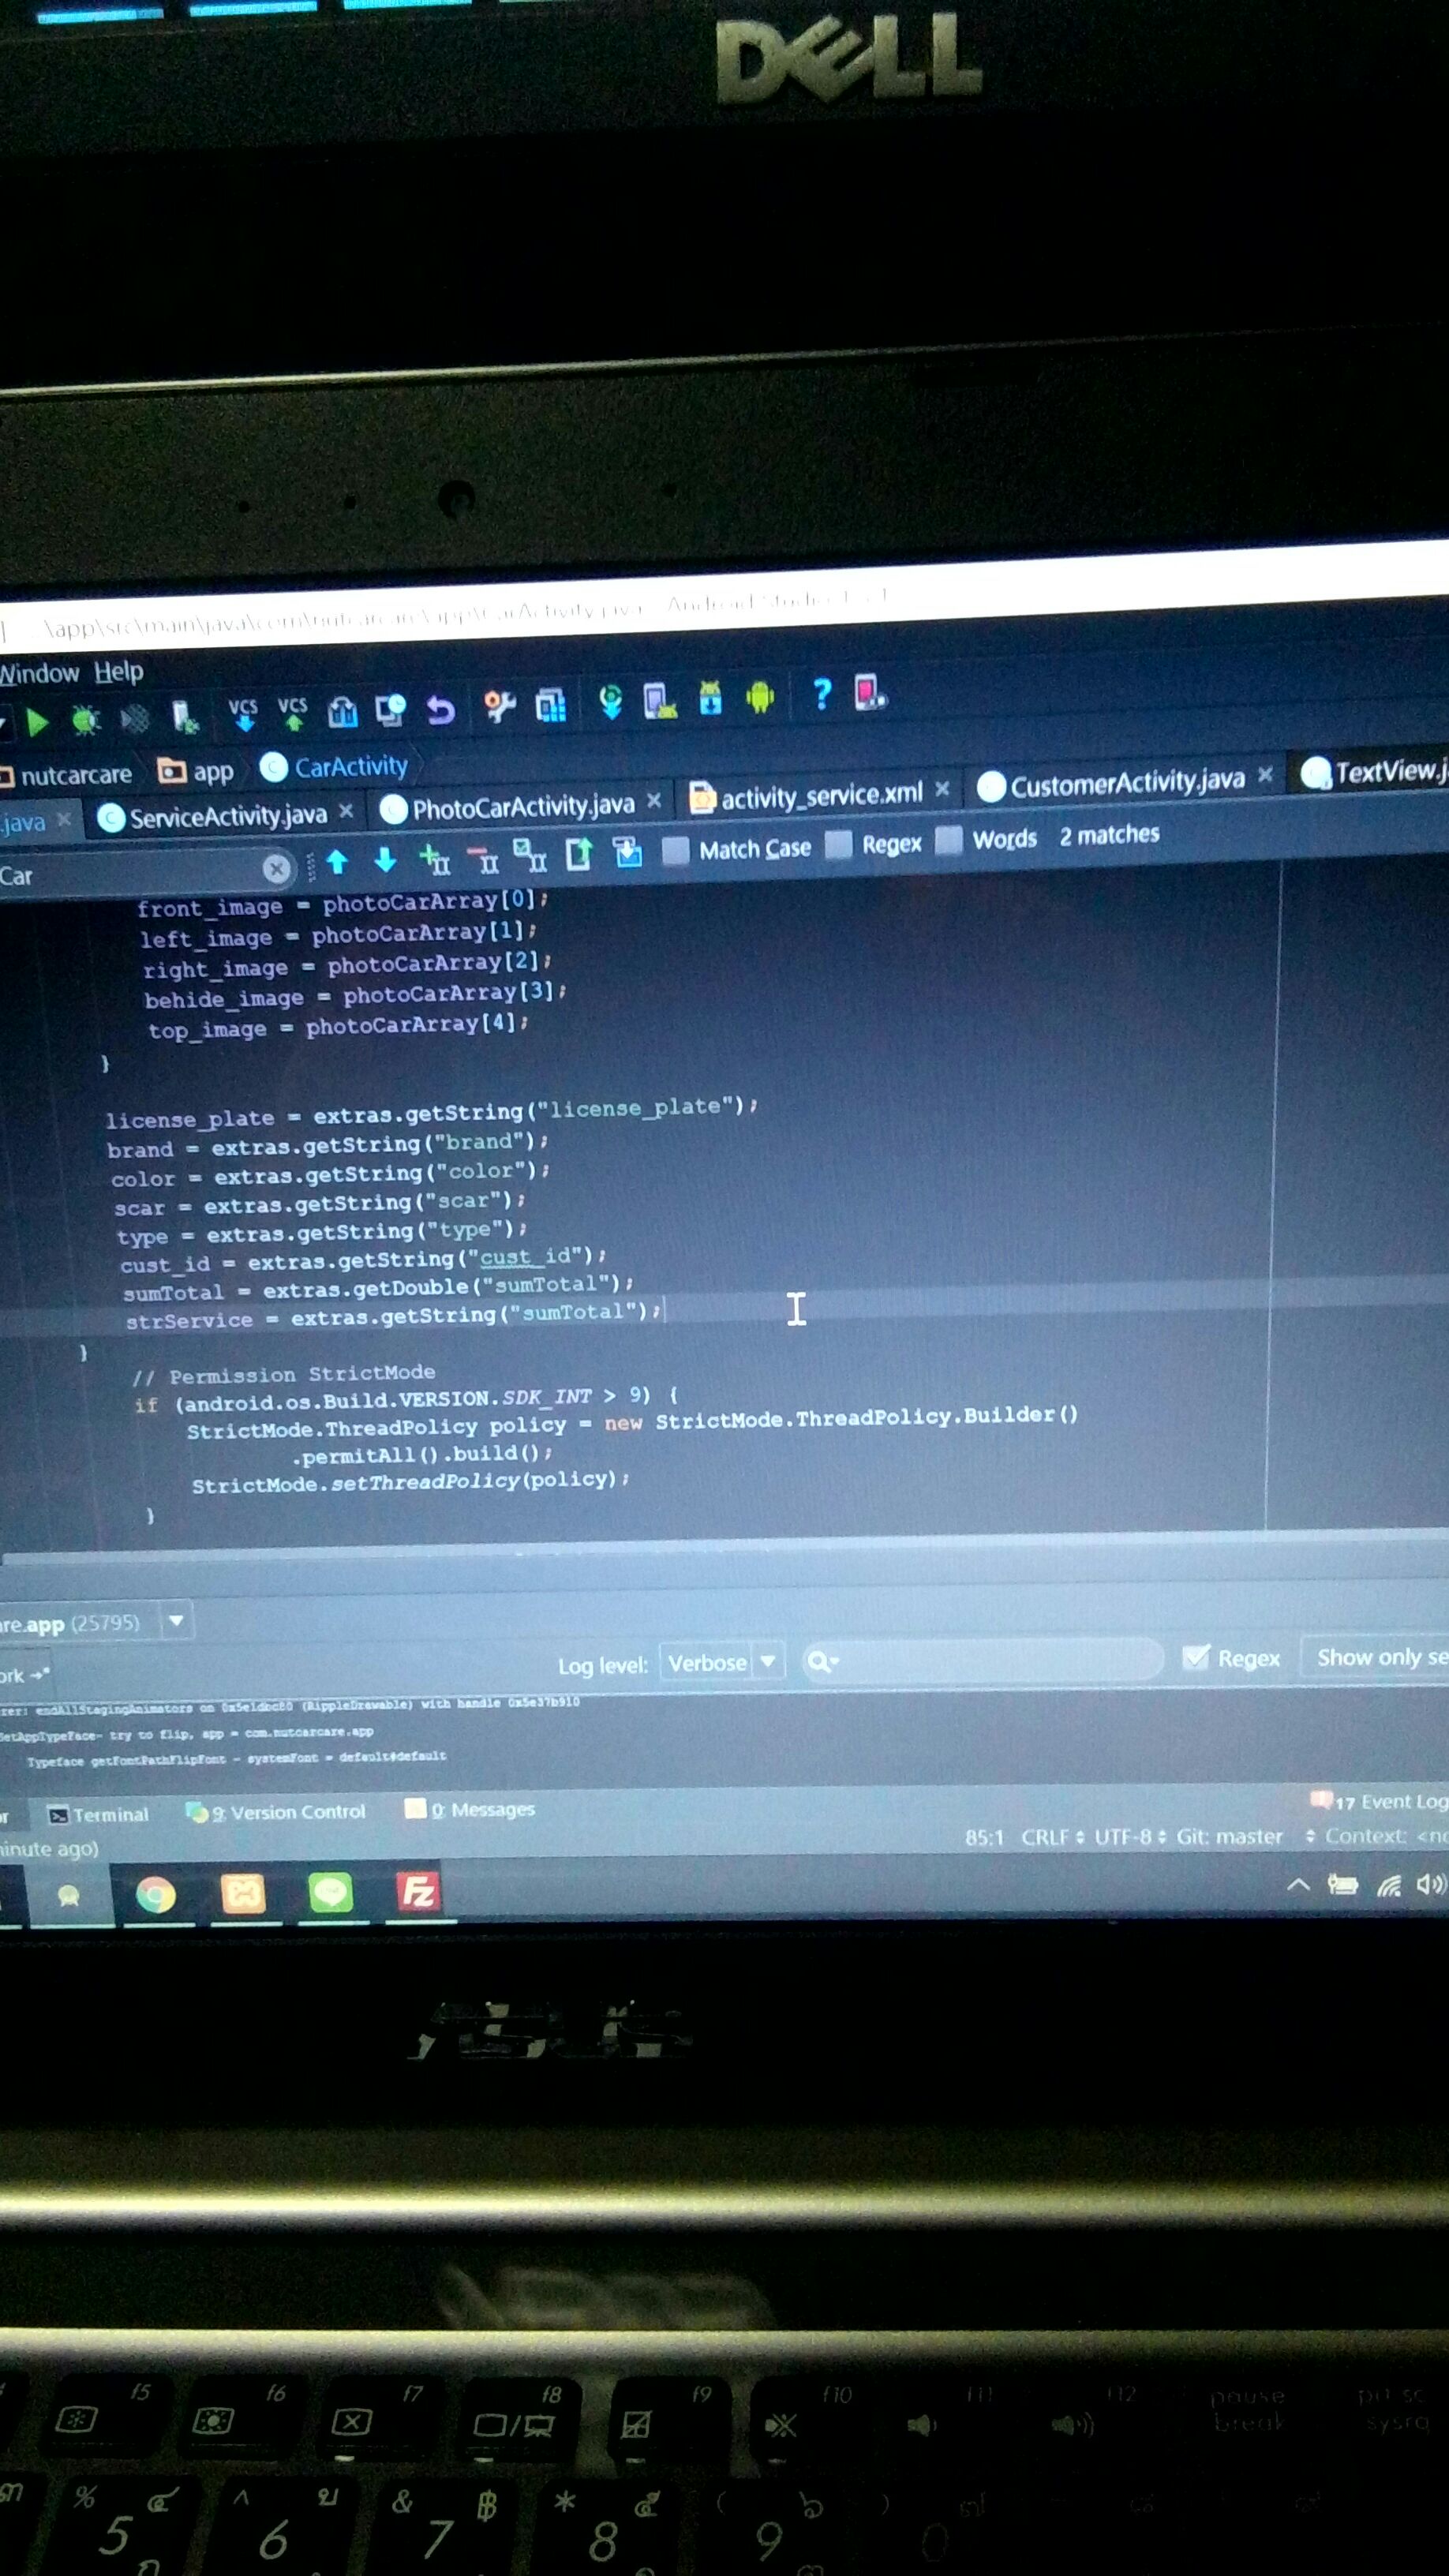 DELL
\app\src\main\java\com\nutcarcare\app\CarActivity.java - Android Studio
Window Help
VCS VCS ?
nutcarcare app CarActivity
.java ServiceActivity.java PhotoCarActivity.java activity_service.xml CustomerActivity.java TextView.j
Car Match Case Regex Words 2 matches
front_image = photoCarArray[0];
left_image = photoCarArray[1];
right_image = photoCarArray[2];
behide_image = photoCarArray[3];
top_image = photoCarArray[4];
}
license_plate = extras.getString("license_plate");
brand = extras.getString("brand");
color = extras.getString("color");
scar = extras.getString("scar");
type = extras.getString("type");
cust_id = extras.getString("cust_id");
sumTotal = extras.getDouble("sumTotal");
strService = extras.getString("sumTotal");
}
// Permission StrictMode
if (android.os.Build.VERSION.SDK_INT > 9) {
StrictMode.ThreadPolicy policy = new StrictMode.ThreadPolicy.Builder()
.permitAll().build();
StrictMode.setThreadPolicy(policy);
}
re.app (25795)
ork Log level: Verbose Regex Show only se
rer: endAllStagingAnimators on 0x5e1dbc80 (RippleDrawable) with handle 0x5e37b910
SetAppTypeFace- try to flip, app = com.nutcarcare.app
Typeface getFontPathFlipFont - systemFont = default#default
or Terminal 9: Version Control 0: Messages 17 Event Log
minute ago) 85:1 CRLF UTF-8 Git: master Context: <no
Fz
ASUS
f5 f6 f7 f8 f9 f10 f11 f12 pause break prt sc sysrq
% ๔ ^ ู & ฿ * ๕ ( ๖ )
5 6 7 8 9 0